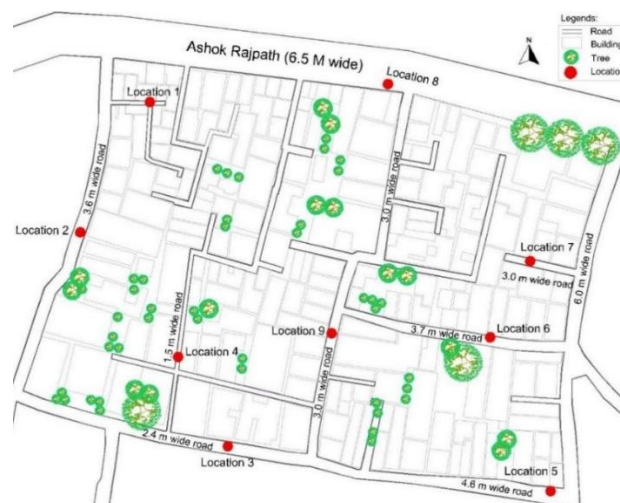 Legends:
Road
Building
Tree
Locatio
N
Ashok Rajpath (6.5 M wide)
Location 8
Location 1
3.6 m wide road
3.0 m wide road
Location 2
Location 7
3.0 m wide road
6.0 m wide road
Location 9
3.7 m wide road
Location 6
1.5 m wide road
Location 4
3.0 m wide road
2.4 m wide road
Location 3
Location 5
4.6 m wide road